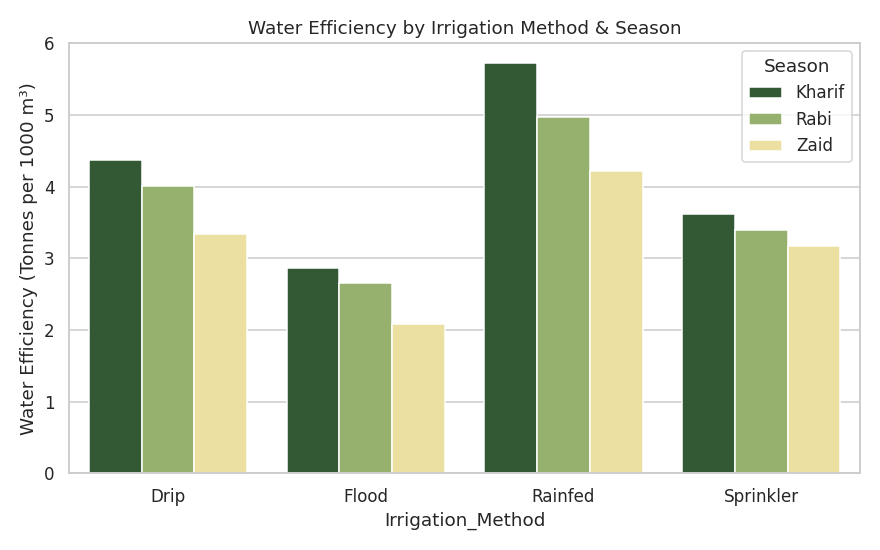 Water Efficiency by Irrigation Method & Season
Water Efficiency (Tonnes per 1000 m³)
6
5
4
3
2
1
0
Season
Kharif
Rabi
Zaid
Drip
Flood
Rainfed
Sprinkler
Irrigation_Method